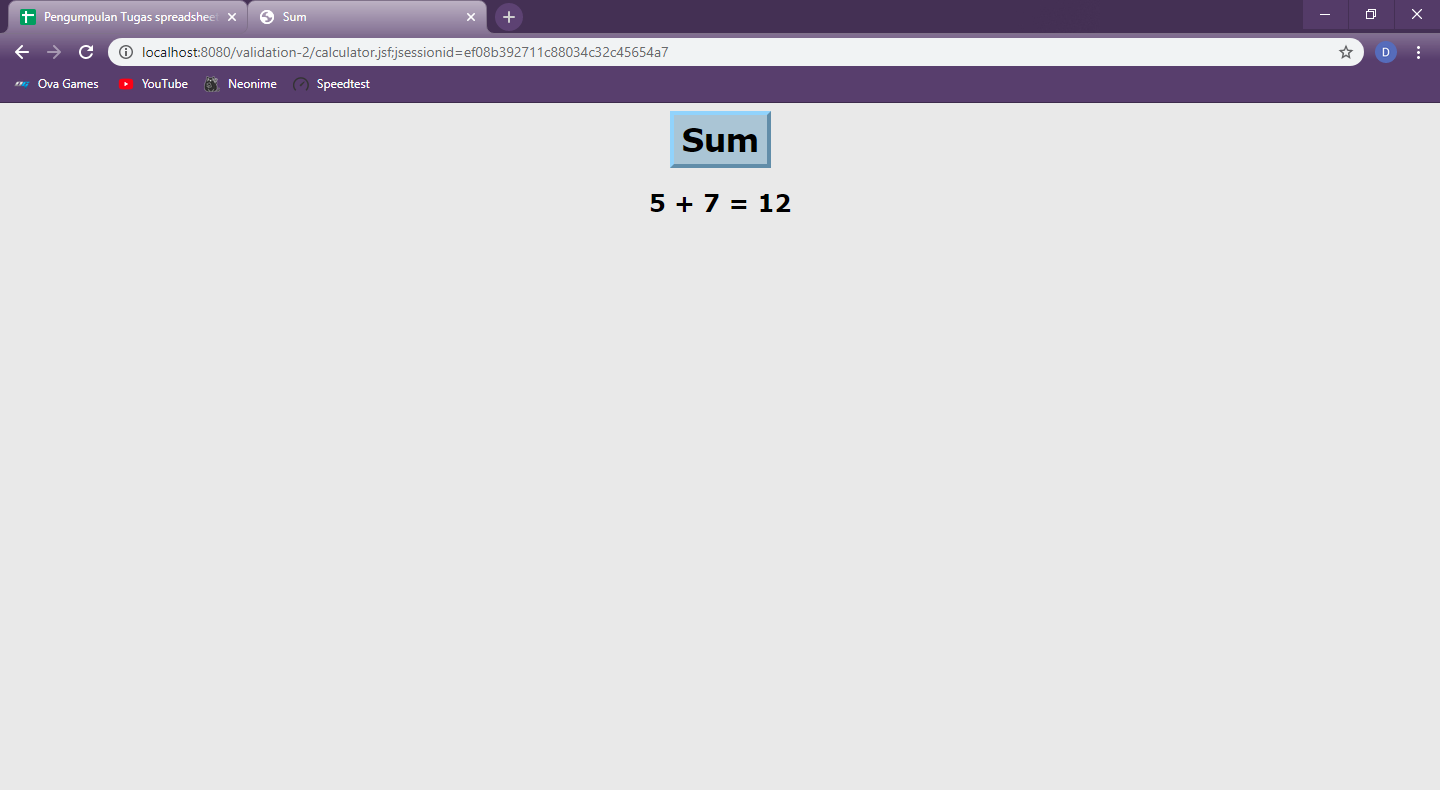 Pengumpulan Tugas spreadsheet
Sum
localhost:8080/validation-2/calculator.jsf;jsessionid=ef08b392711c88034c32c45654a7
D
Ova Games YouTube Neonime Speedtest
Sum
5 + 7 = 12